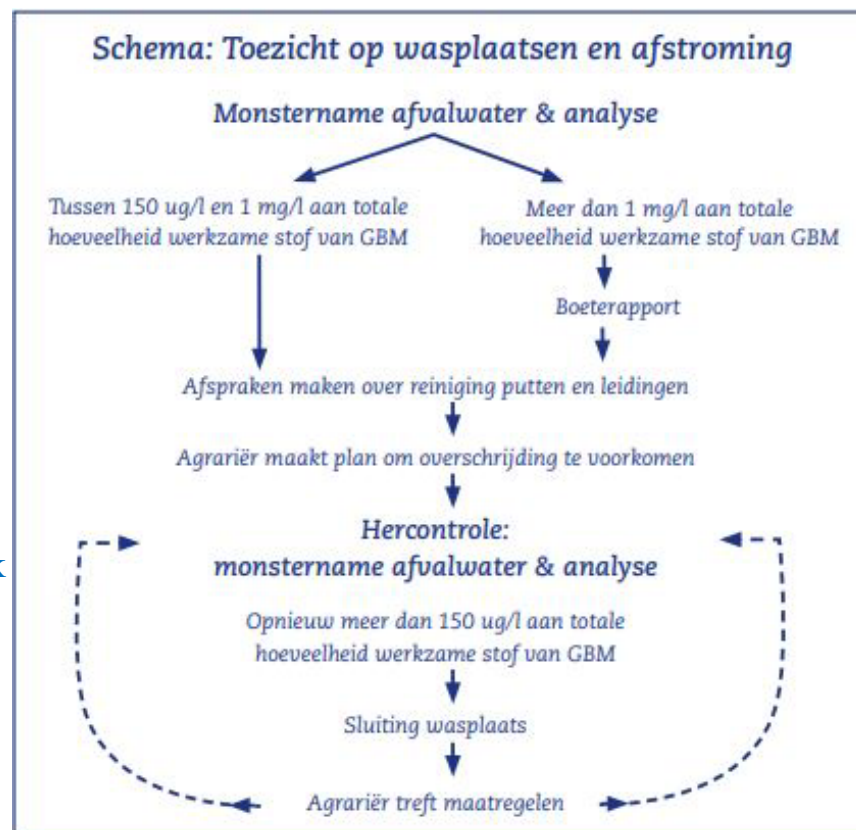 Schema: Toezicht op wasplaatsen en afstroming
Monstername afvalwater & analyse
Tussen 150 ug/l en 1 mg/l aan totale
hoeveelheid werkzame stof van GBM
Meer dan 1 mg/l aan totale
hoeveelheid werkzame stof van GBM
Boeterapport
Afspraken maken over reiniging putten en leidingen
Agrariër maakt plan om overschrijding te voorkomen
Hercontrole:
monstername afvalwater & analyse
Opnieuw meer dan 150 ug/l aan totale
hoeveelheid werkzame stof van GBM
Sluiting wasplaats
Agrariër treft maatregelen